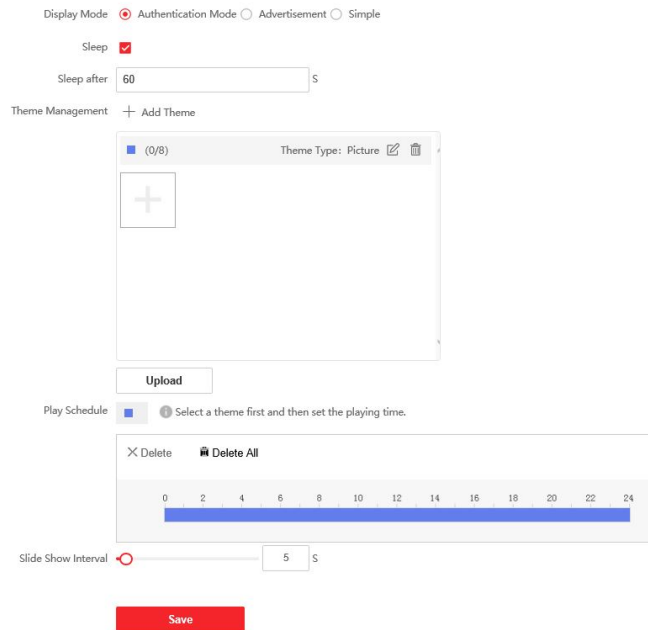 Display Mode Authentication Mode Advertisement Simple
Sleep
Sleep after 60 S
Theme Management + Add Theme
(0/8) Theme Type: Picture
Upload
Play Schedule Select a theme first and then set the playing time.
Delete Delete All
0 2 4 6 8 10 12 14 16 18 20 22 24
Slide Show Interval 5 S
Save